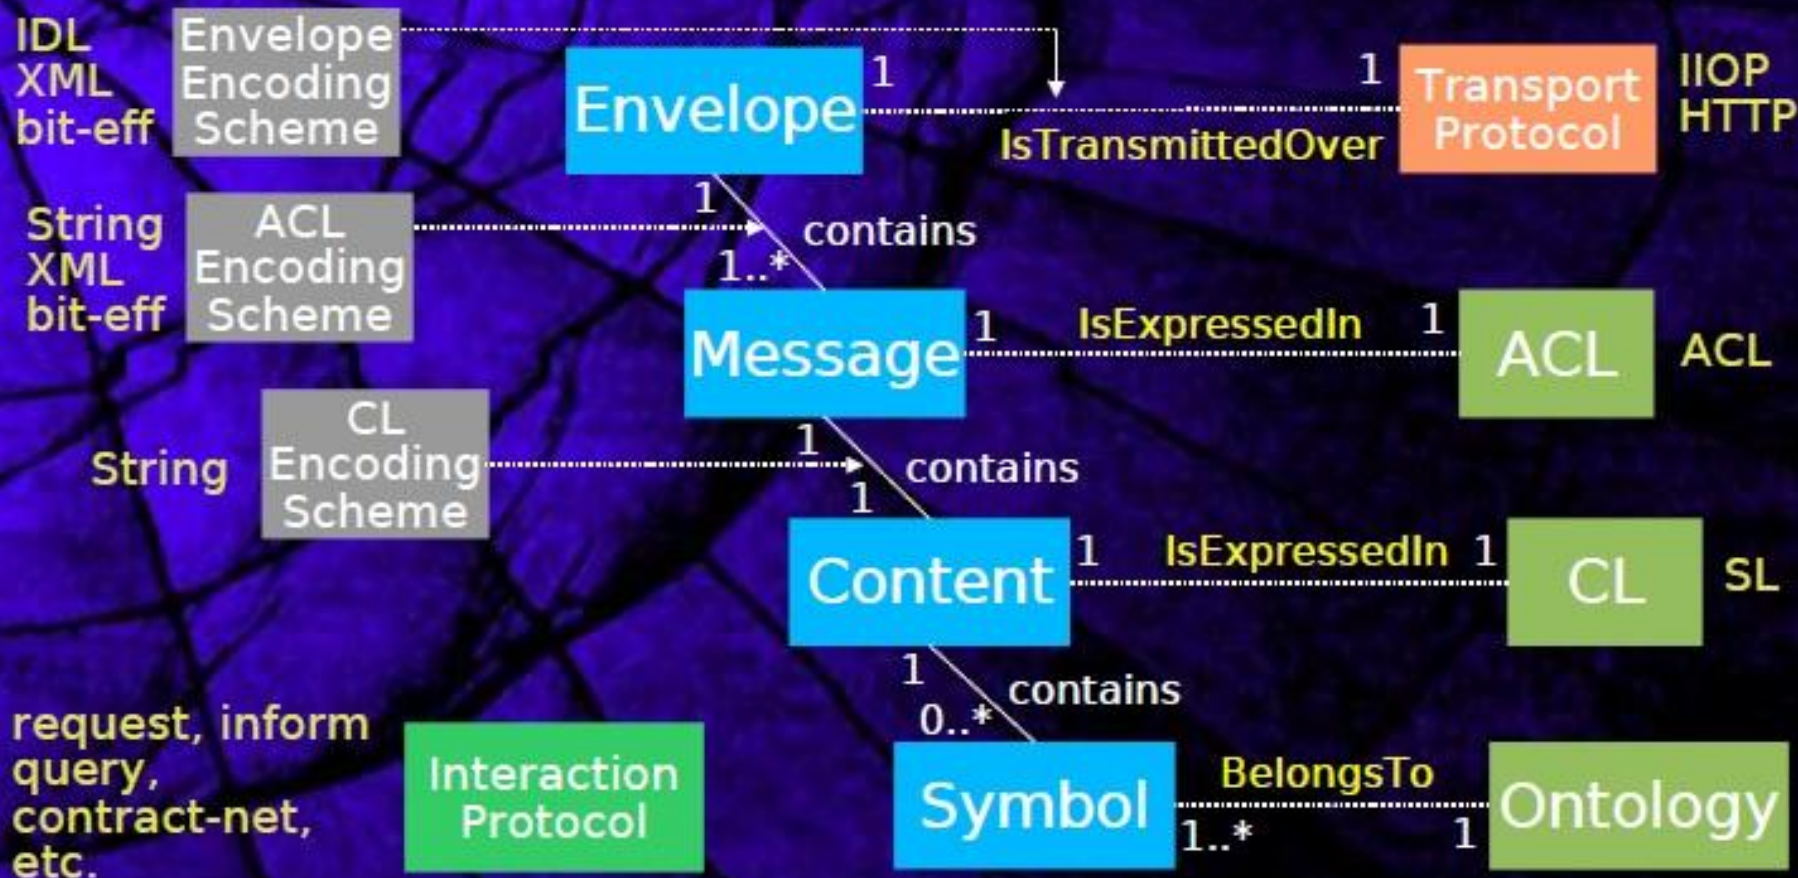 IDL
XML
bit-eff
Envelope
Encoding
Scheme
Envelope
1
1
IsTransmittedOver
Transport
Protocol
IIOP
HTTP
String
XML
bit-eff
ACL
Encoding
Scheme
1
contains
1..*
Message
1
IsExpressedIn
1
ACL
ACL
String
CL
Encoding
Scheme
1
contains
1
Content
1
IsExpressedIn
1
CL
SL
1
contains
0..*
request, inform
query,
contract-net,
etc.
Interaction
Protocol
Symbol
BelongsTo
1..*
1
Ontology